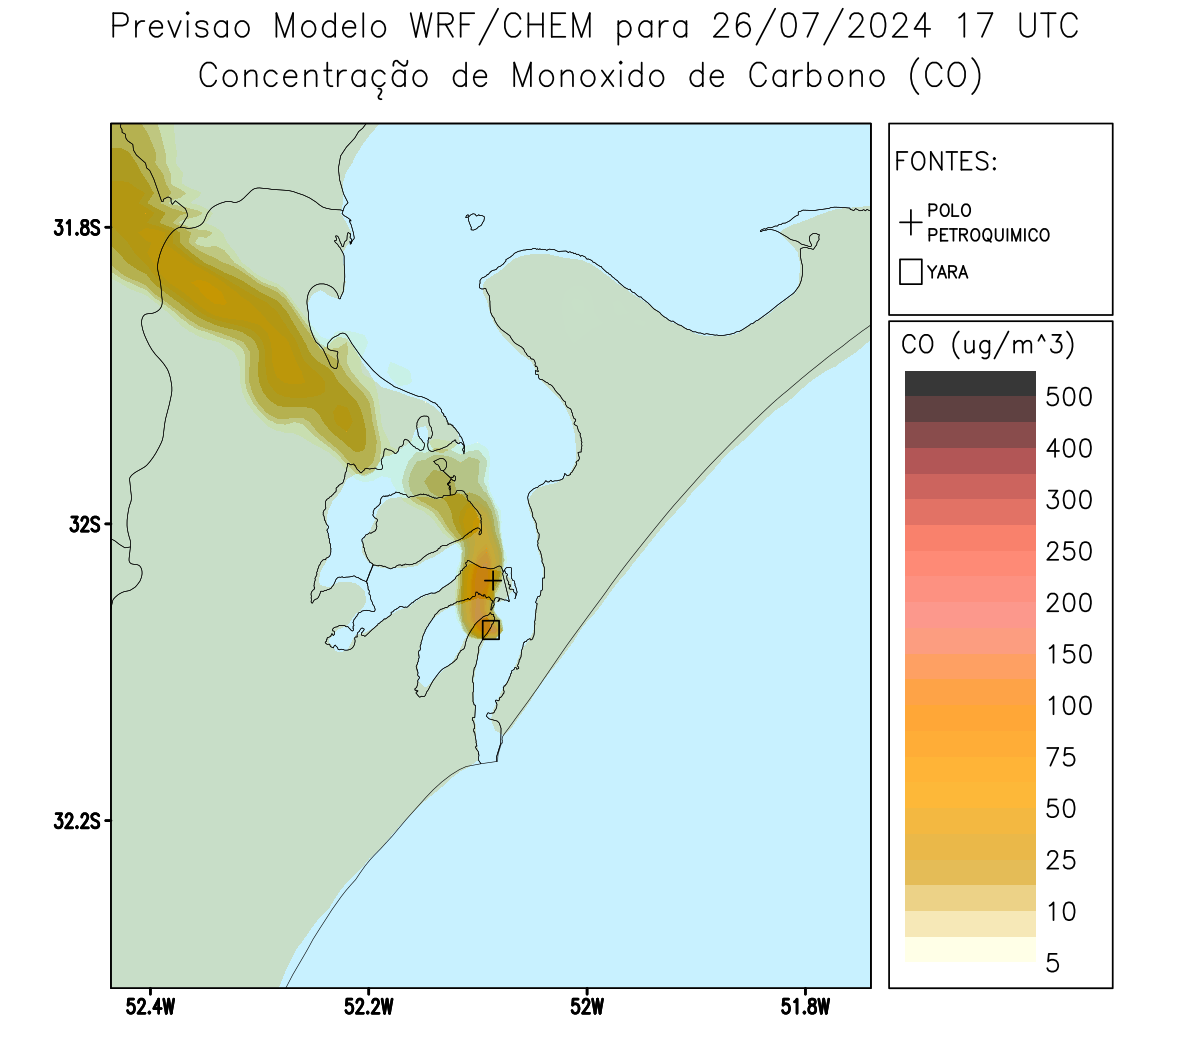 Previsao Modelo WRF/CHEM para 26/07/2024 17 UTC
Concentração de Monoxido de Carbono (CO)
FONTES:
POLO
PETROQUIMICO
YARA
CO (ug/m^3)
500
400
300
250
200
150
100
75
50
25
10
5
31.8S
32S
32.2S
52.4W
52.2W
52W
51.8W